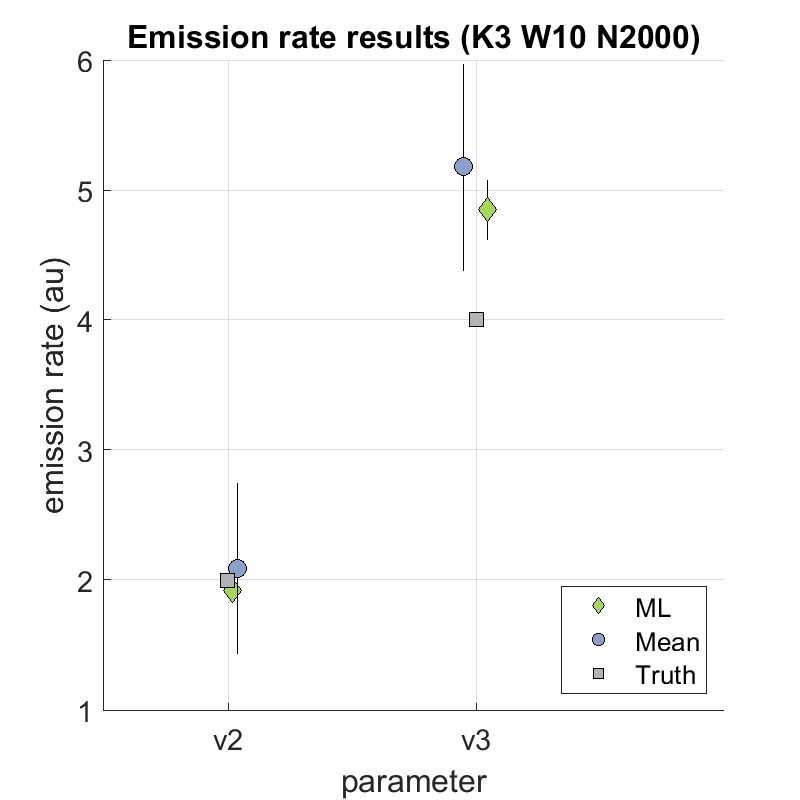 Emission rate results (K3 W10 N2000)
6
5
4
3
2
1
emission rate (au)
v2
v3
parameter
ML
Mean
Truth